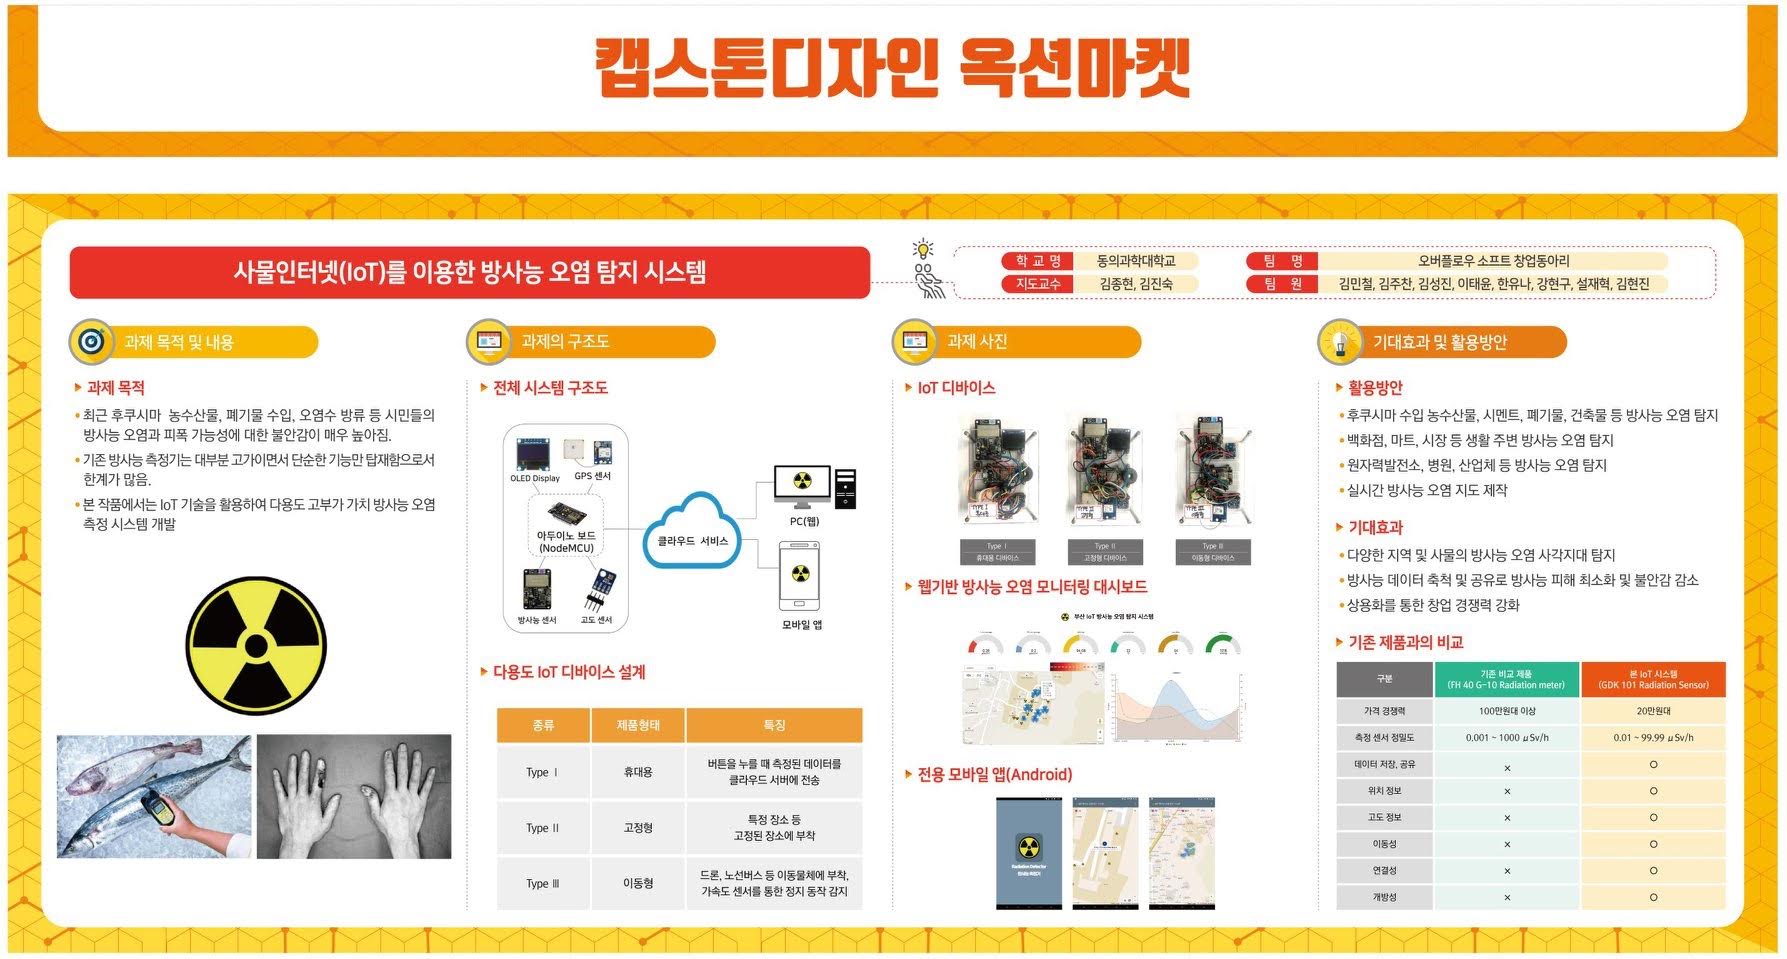 캡스톤디자인 옥션마켓
사물인터넷(IoT)를 이용한 방사능 오염 탐지 시스템
학 교 명 동의과학대학교
팀 명 오버플로우 소프트 창업동아리
지도교수 김종현, 김진숙
팀 원 김민철, 김주찬, 김성진, 이태윤, 한유나, 강현구, 설재혁, 김현진
과제 목적 및 내용
과제 목적
• 최근 후쿠시마 농수산물, 폐기물 수입, 오염수 방류 등 시민들의
방사능 오염과 피폭 가능성에 대한 불안감이 매우 높아짐.
• 기존 방사능 측정기는 대부분 고가이면서 단순한 기능만 탑재함으로서
한계가 많음.
• 본 작품에서는 IoT 기술을 활용하여 다용도 고부가 가치 방사능 오염
측정 시스템 개발
과제의 구조도
전체 시스템 구조도
OLED Display
GPS 센서
아두이노 보드
(NodeMCU)
방사능 센서
고도 센서
클라우드 서비스
PC(웹)
모바일 앱
다용도 IoT 디바이스 설계
종류 제품형태 특징
Type Ⅰ 휴대용 버튼을 누를 때 측정된 데이터를
클라우드 서버에 전송
Type Ⅱ 고정형 특정 장소 등
고정된 장소에 부착
Type Ⅲ 이동형 드론, 노선버스 등 이동물체에 부착,
가속도 센서를 통한 정지 동작 감지
과제 사진
IoT 디바이스
Type Ⅰ
휴대용 디바이스
Type Ⅱ
고정형 디바이스
Type Ⅲ
이동형 디바이스
웹기반 방사능 오염 모니터링 대시보드
부산 IoT 방사능 오염 탐지 시스템
전용 모바일 앱(Android)
Radiation Detector
기대효과 및 활용방안
활용방안
• 후쿠시마 수입 농수산물, 시멘트, 폐기물, 건축물 등 방사능 오염 탐지
• 백화점, 마트, 시장 등 생활 주변 방사능 오염 탐지
• 원자력발전소, 병원, 산업체 등 방사능 오염 탐지
• 실시간 방사능 오염 지도 제작
기대효과
• 다양한 지역 및 사물의 방사능 오염 사각지대 탐지
• 방사능 데이터 축척 및 공유로 방사능 피해 최소화 및 불안감 감소
• 상용화를 통한 창업 경쟁력 강화
기존 제품과의 비교
구분 기존 비교 제품
(FH 40 G-10 Radiation meter) 본 IoT 시스템
(GDK 101 Radiation Sensor)
가격 경쟁력 100만원대 이상 20만원대
측정 센서 정밀도 0.001 ~ 1000 μSv/h 0.01 ~ 99.99 μSv/h
데이터 저장, 공유 × ○
위치 정보 × ○
고도 정보 × ○
이동성 × ○
연결성 × ○
개방성 × ○